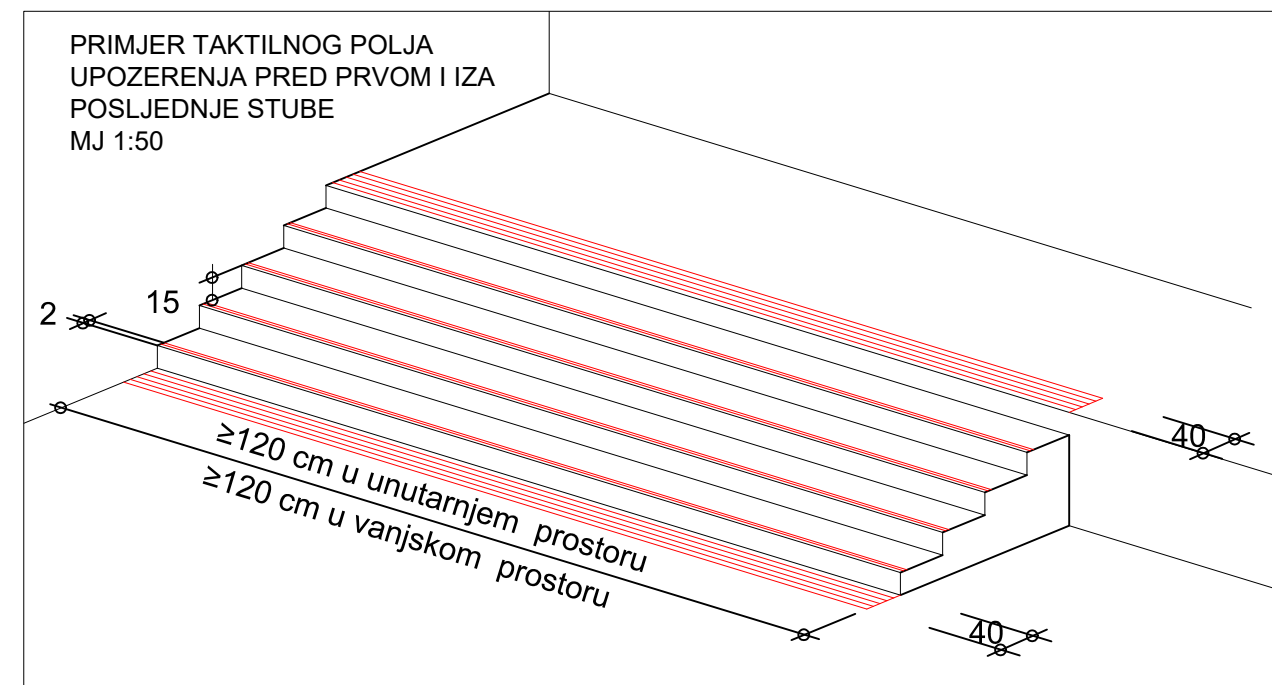 PRIMJER TAKTILNOG POLJA
UPOZERENJA PRED PRVOM I IZA
POSLJEDNJE STUBE
MJ 1:50
15
2
40
≥120 cm u unutarnjem prostoru
≥120 cm u vanjskom prostoru
40